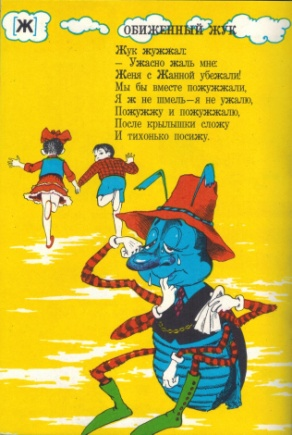 [Ж]
ОБИЖЕННЫЙ ЖУК
Жук жужжал:
— Ужасно жаль мне:
Женя с Жанной убежали!
Мы бы вместе пожужжали,
Я ж не шмель—я не ужалю,
Пожужжу и пожужжалю,
После крылышки сложу
И тихонько посижу.